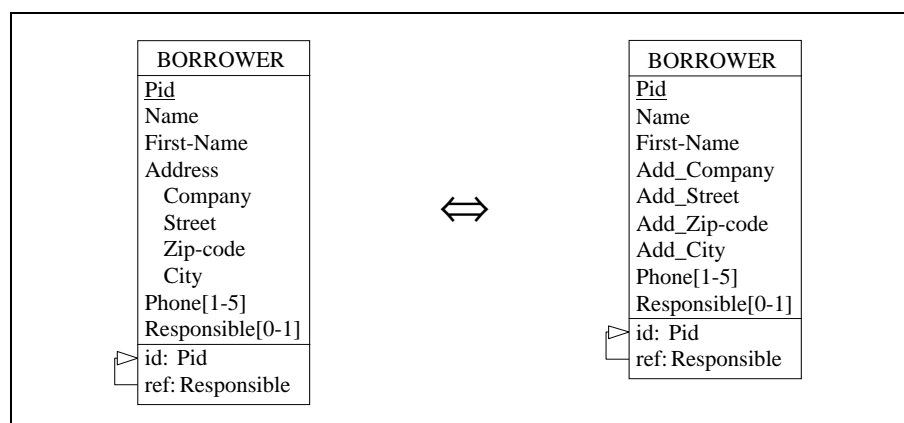 BORROWER
Pid
Name
First-Name
Address
Company
Street
Zip-code
City
Phone[1-5]
Responsible[0-1]
id: Pid
ref: Responsible
BORROWER
Pid
Name
First-Name
Add_Company
Add_Street
Add_Zip-code
Add_City
Phone[1-5]
Responsible[0-1]
id: Pid
ref: Responsible